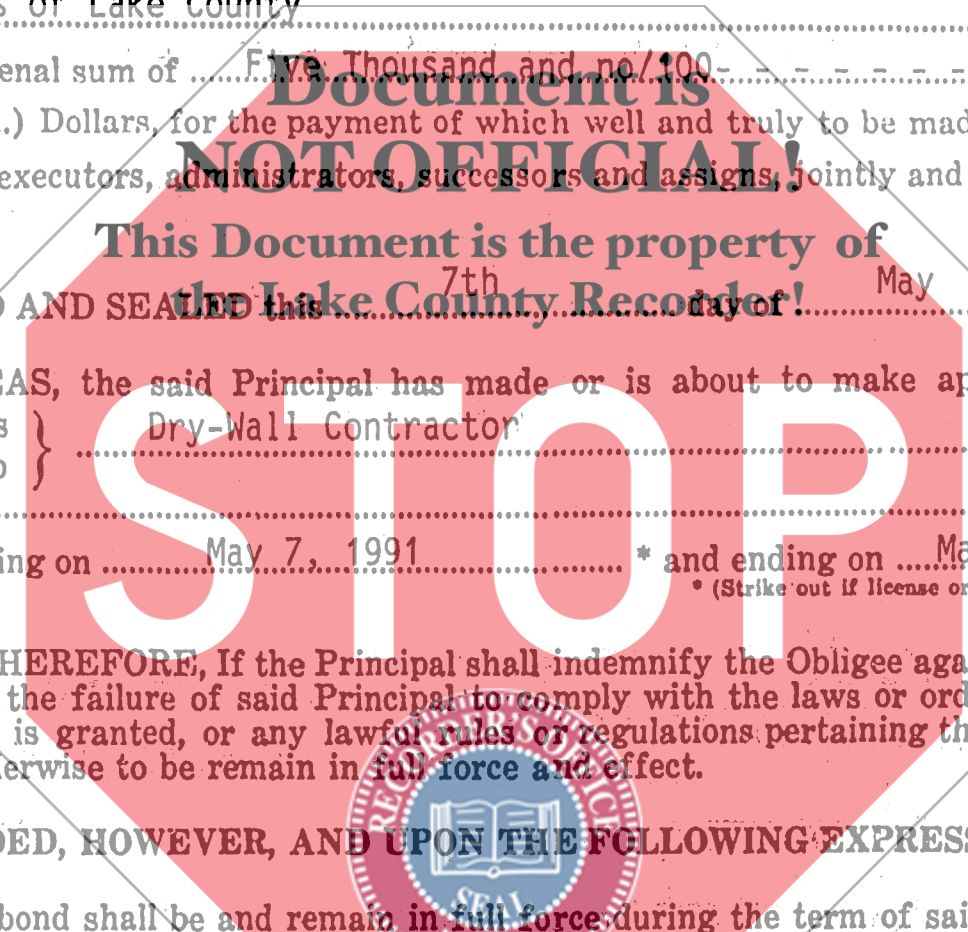 s of Lake County
enal sum of Five Thousand and no/100- - - - - - -
Document is
.) Dollars, for the payment of which well and truly to be mad
NOT OFFICIAL!
executors, administrators, successors and assigns, jointly and
This Document is the property of
7th May
the Lake County Recorder!
AND SEALED this day of
AS, the said Principal has made or is about to make ap
s } Dry-Wall Contractor
STOP
ing on May 7, 1991 * and ending on Ma
* (Strike out if license or
HEREFORE, If the Principal shall indemnify the Obligee aga
the failure of said Principal to comply with the laws or ord
is granted, or any lawful rules or regulations pertaining th
erwise to be remain in full force and effect.
RECORDER'S OFFICE
DED, HOWEVER, AND UPON THE FOLLOWING EXPRESS
SEAL
bond shall be and remain in full force during the term of sai